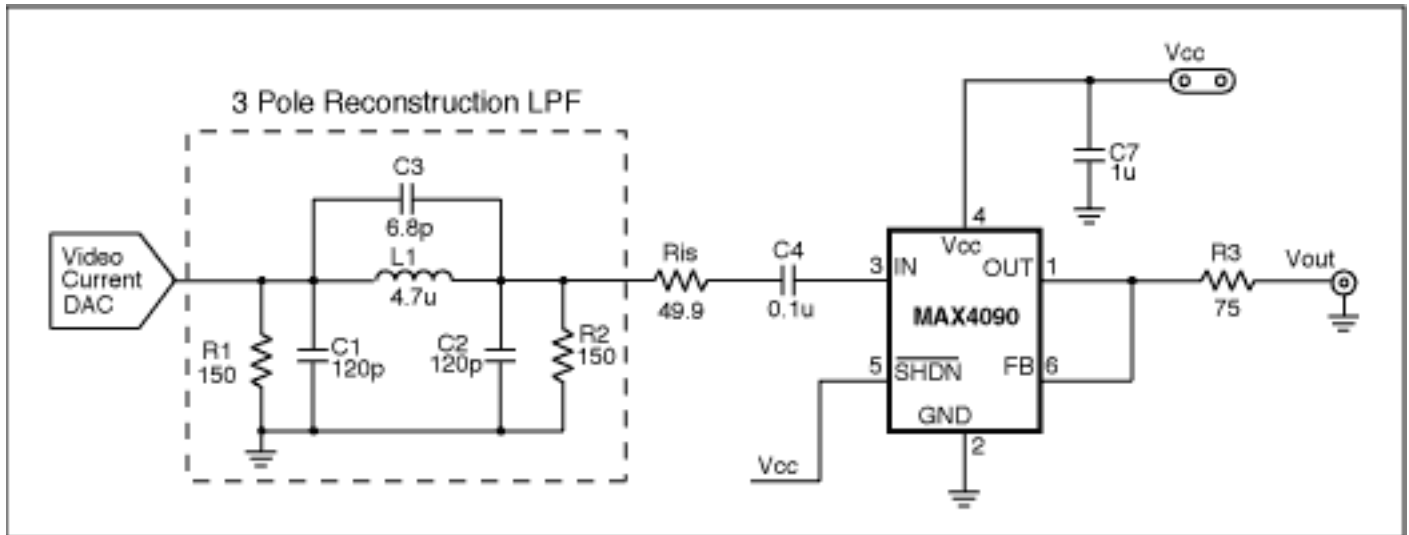 Vcc
3 Pole Reconstruction LPF
C3
6.8p
C7
1u
4
Video
Current
DAC
L1
4.7u
Ris
49.9
C4
0.1u
3
IN
Vcc
OUT
1
R3
75
Vout
MAX4090
R1
150
C1
120p
C2
120p
R2
150
5
SHDN
FB
6
GND
2
Vcc